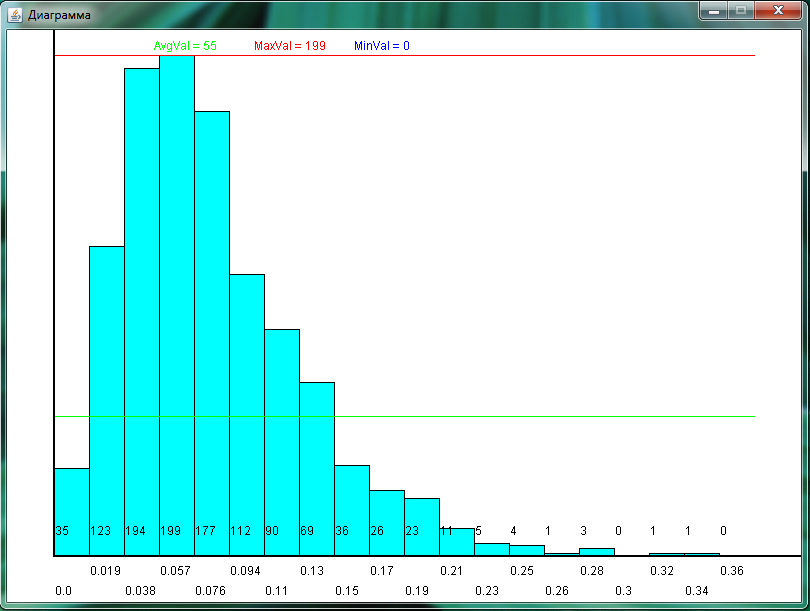 Диаграмма
AvgVal = 55 MaxVal = 199 MinVal = 0
35 123 194 199 177 112 90 69 36 26 23 11 5 4 1 3 0 1 1 0
0.019 0.057 0.094 0.13 0.17 0.21 0.25 0.28 0.32 0.36
0.0 0.038 0.076 0.11 0.15 0.19 0.23 0.26 0.3 0.34